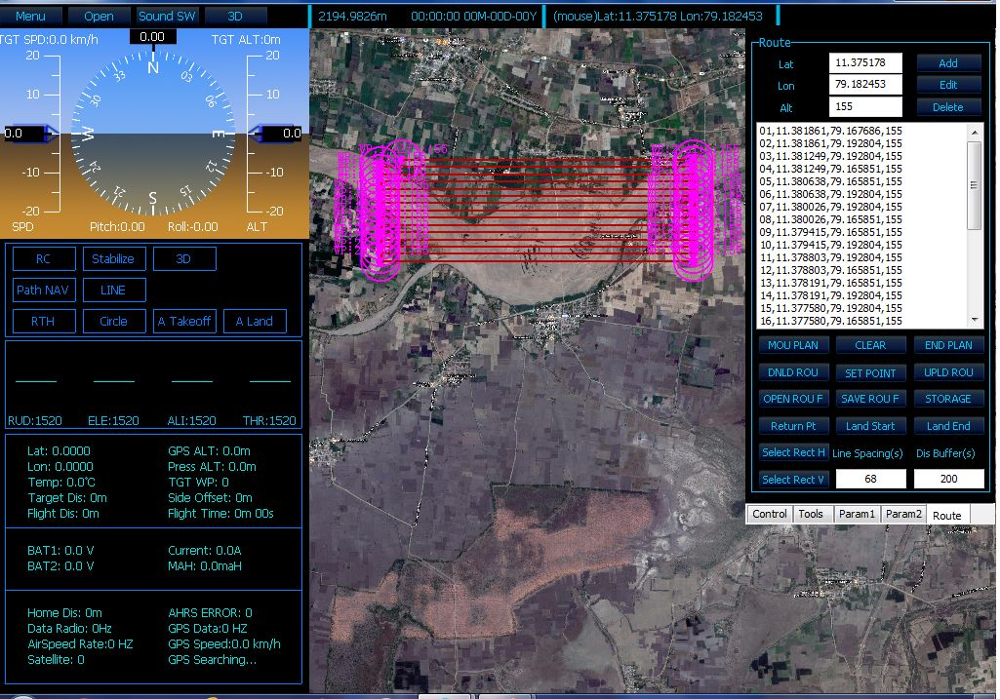 Menu Open Sound SW 3D 2194.9826m 00:00:00 00M-00D-00Y (mouse)Lat:11.375178 Lon:79.182453
TGT SPD:0.0 km/h 0.00 TGT ALT:0m
20 20
10 10
0.0 0.0
-10 -10
-20 -20
N 33 03 30 06 W E 24 12 21 15 S
SPD Pitch:0.00 Roll:-0.00 ALT
RC Stabilize 3D
Path NAV LINE
RTH Circle A Takeoff A Land
RUD:1520 ELE:1520 ALI:1520 THR:1520
Lat: 0.0000 GPS ALT: 0.0m
Lon: 0.0000 Press ALT: 0.0m
Temp: 0.0℃ TGT WP: 0
Target Dis: 0m Side Offset: 0m
Flight Dis: 0m Flight Time: 0m 00s
BAT1: 0.0 V Current: 0.0A
BAT2: 0.0 V MAH: 0.0maH
Home Dis: 0m AHRS ERROR: 0
Data Radio: 0Hz GPS Data:0 HZ
AirSpeed Rate:0 HZ GPS Speed:0.0 km/h
Satellite: 0 GPS Searching...
Route
Lat 11.375178 Add
Lon 79.182453 Edit
Alt 155 Delete
01,11.381861,79.167686,155
02,11.381861,79.192804,155
03,11.381249,79.192804,155
04,11.381249,79.165851,155
05,11.380638,79.165851,155
06,11.380638,79.192804,155
07,11.380026,79.192804,155
08,11.380026,79.165851,155
09,11.379415,79.165851,155
10,11.379415,79.192804,155
11,11.378803,79.192804,155
12,11.378803,79.165851,155
13,11.378191,79.165851,155
14,11.378191,79.192804,155
15,11.377580,79.192804,155
16,11.377580,79.165851,155
MOU PLAN CLEAR END PLAN
DNLD ROU SET POINT UPLD ROU
OPEN ROU F SAVE ROU F STORAGE
Return Pt Land Start Land End
Select Rect H Line Spacing(s) Dis Buffer(s)
Select Rect V 68 200
Control Tools Param1 Param2 Route